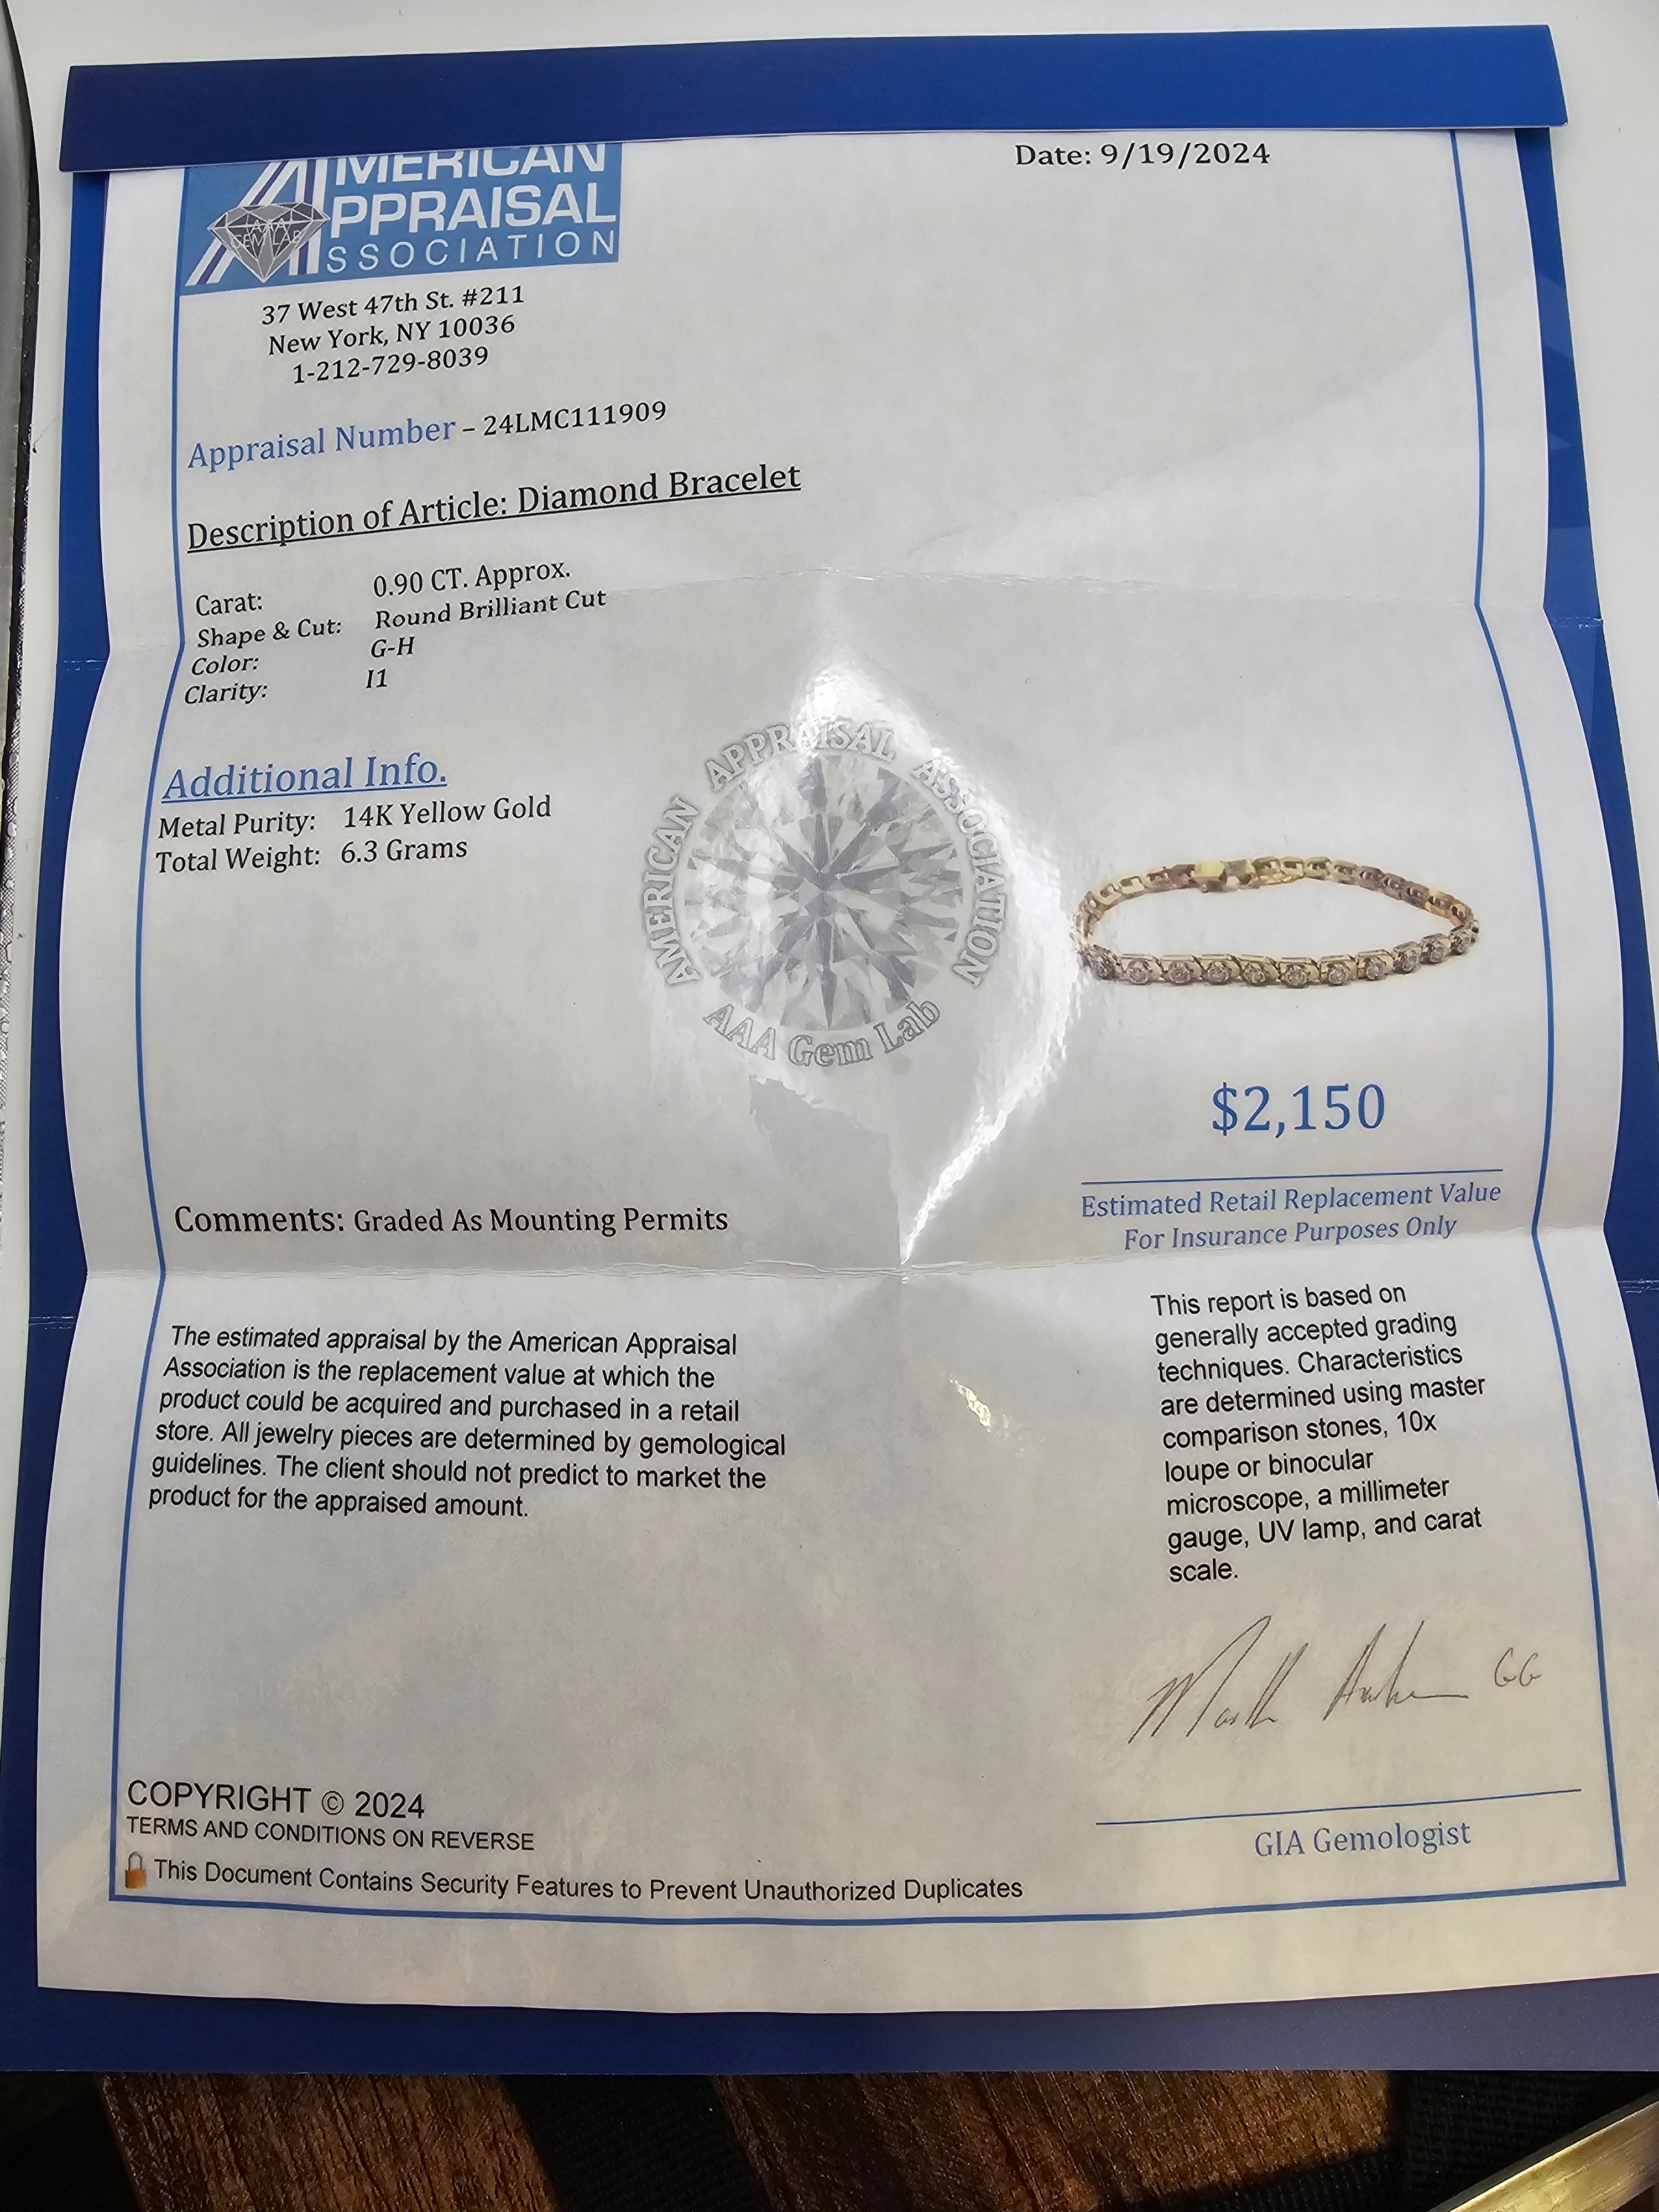 AMERICAN
APPRAISAL
ASSOCIATION
AAA
GEM LAB
Date: 9/19/2024
37 West 47th St. #211
New York, NY 10036
1-212-729-8039
Appraisal Number – 24LMC111909
Description of Article: Diamond Bracelet
Carat: 0.90 CT. Approx.
Shape & Cut: Round Brilliant Cut
Color: G-H
Clarity: I1
Additional Info.
Metal Purity: 14K Yellow Gold
Total Weight: 6.3 Grams
AMERICAN APPRAISAL ASSOCIATION
AAA Gem Lab
$2,150
Estimated Retail Replacement Value
For Insurance Purposes Only
Comments: Graded As Mounting Permits
The estimated appraisal by the American Appraisal
Association is the replacement value at which the
product could be acquired and purchased in a retail
store. All jewelry pieces are determined by gemological
guidelines. The client should not predict to market the
product for the appraised amount.
This report is based on
generally accepted grading
techniques. Characteristics
are determined using master
comparison stones, 10x
loupe or binocular
microscope, a millimeter
gauge, UV lamp, and carat
scale.
GG
GIA Gemologist
COPYRIGHT © 2024
TERMS AND CONDITIONS ON REVERSE
This Document Contains Security Features to Prevent Unauthorized Duplicates